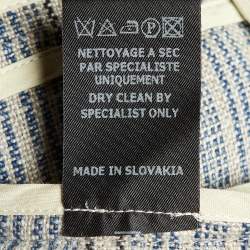 NETTOYAGE A SEC
PAR SPECIALISTE
UNIQUEMENT
DRY CLEAN BY
SPECIALIST ONLY
MADE IN SLOVAKIA